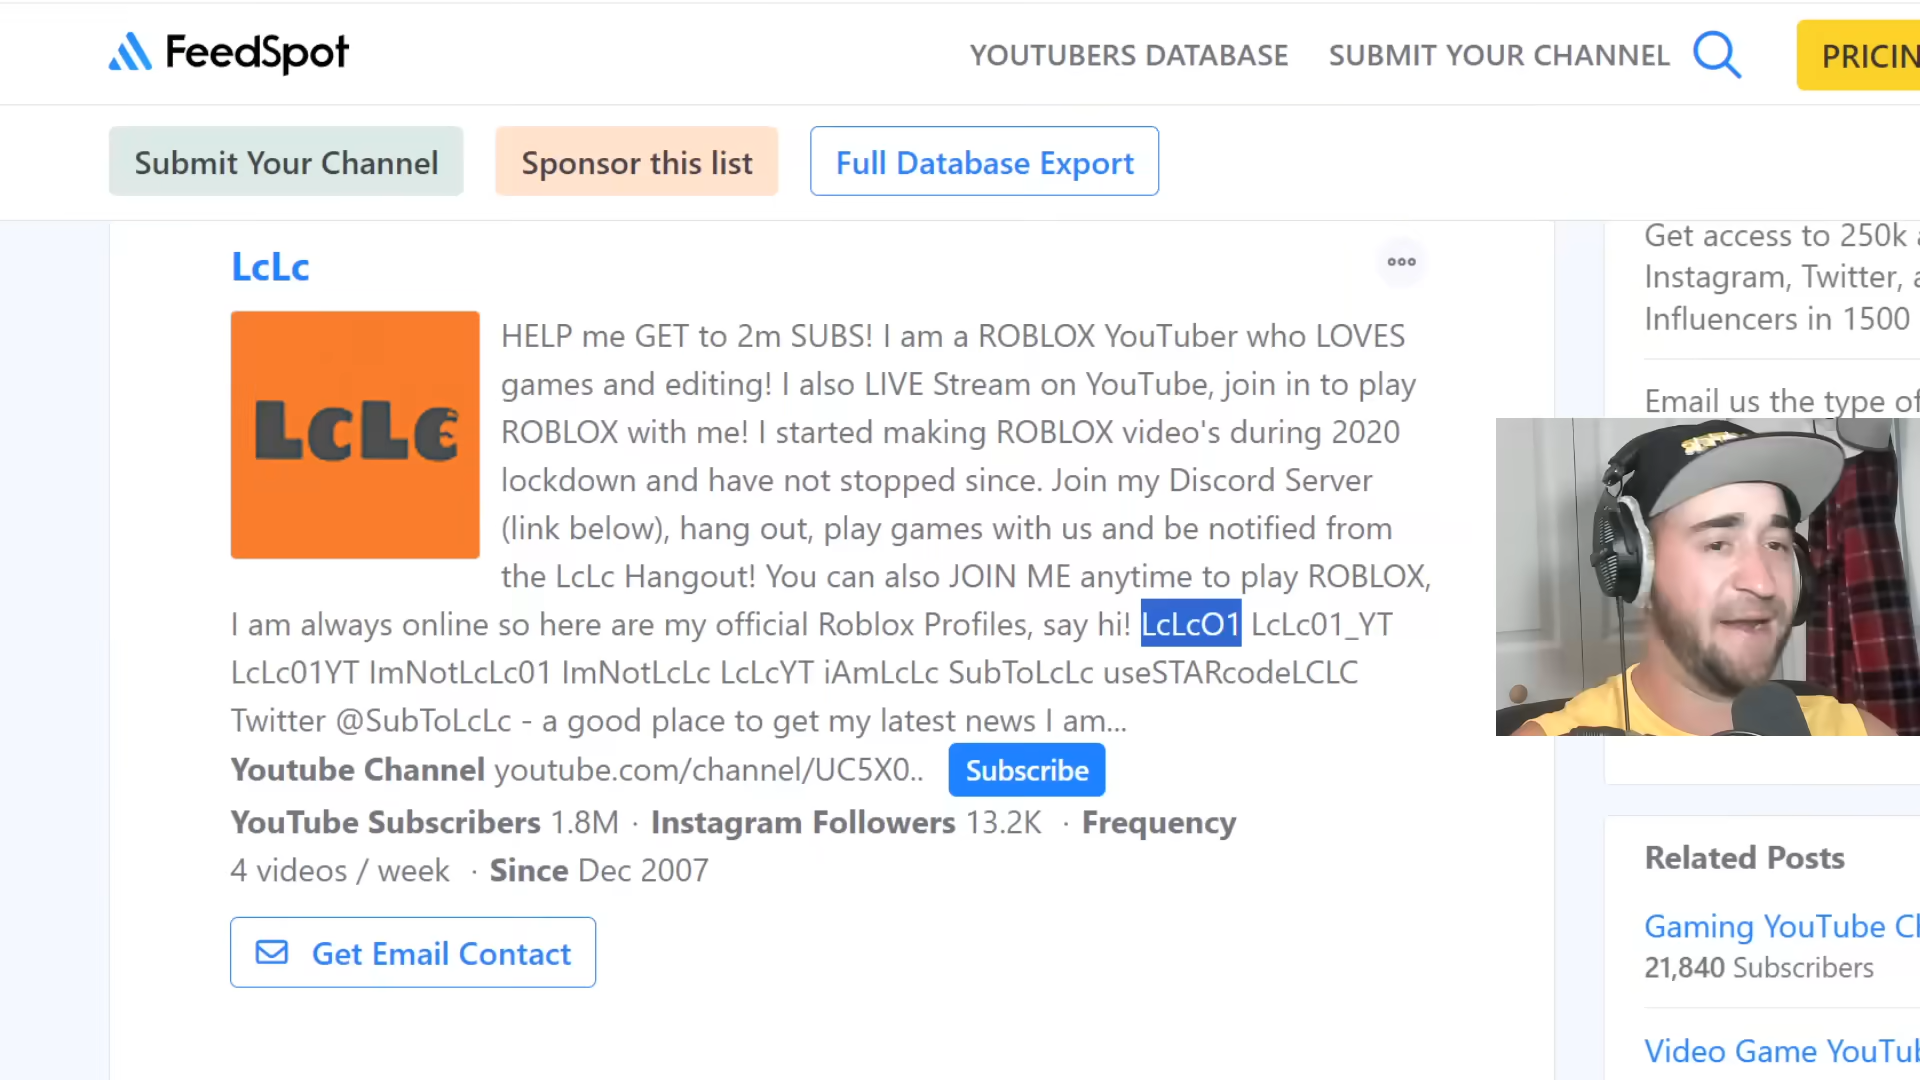 FeedSpot
YOUTUBERS DATABASE
SUBMIT YOUR CHANNEL
PRICIN
Submit Your Channel
Sponsor this list
Full Database Export
LcLc
LcLc
HELP me GET to 2m SUBS! I am a ROBLOX YouTuber who LOVES
games and editing! I also LIVE Stream on YouTube, join in to play
ROBLOX with me! I started making ROBLOX video's during 2020
lockdown and have not stopped since. Join my Discord Server
(link below), hang out, play games with us and be notified from
the LcLc Hangout! You can also JOIN ME anytime to play ROBLOX,
I am always online so here are my official Roblox Profiles, say hi! LcLcO1 LcLc01_YT
LcLc01YT ImNotLcLc01 ImNotLcLc LcLcYT iAmLcLc SubToLcLc useSTARcodeLCLC
Twitter @SubToLcLc - a good place to get my latest news I am...
Youtube Channel youtube.com/channel/UC5X0.. Subscribe
YouTube Subscribers 1.8M · Instagram Followers 13.2K · Frequency
4 videos / week · Since Dec 2007
Get Email Contact
Get access to 250k
Instagram, Twitter,
Influencers in 1500
Email us the type of
Related Posts
Gaming YouTube Ch
21,840 Subscribers
Video Game YouTub